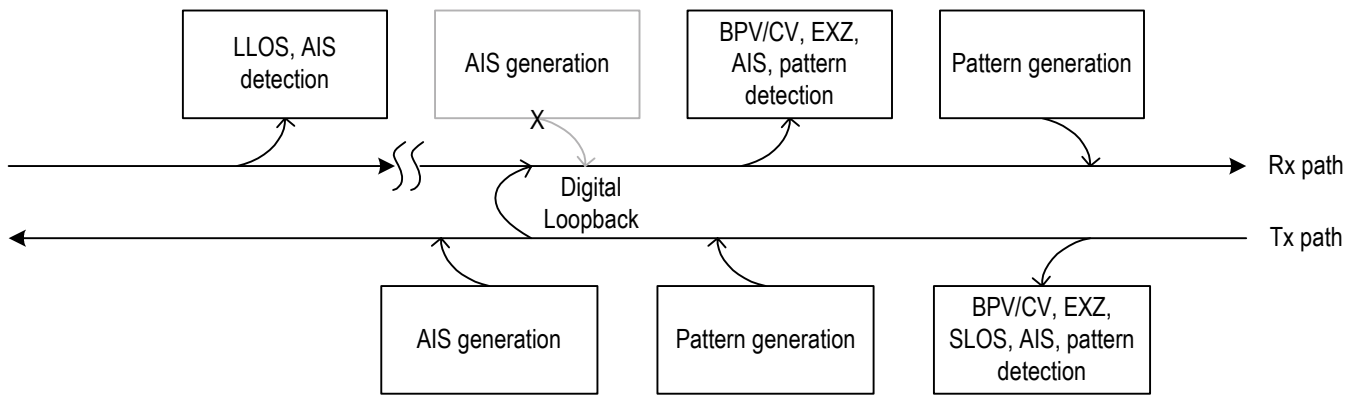 LLOS, AIS
detection
AIS generation
X
BPV/CV, EXZ,
AIS, pattern
detection
Pattern generation
Rx path
Digital
Loopback
Tx path
AIS generation
Pattern generation
BPV/CV, EXZ,
SLOS, AIS, pattern
detection